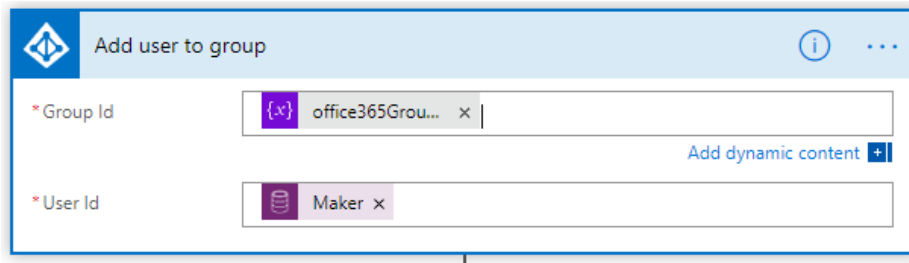 Add user to group
* Group Id {x} office365Grou... ×
Add dynamic content
* User Id Maker ×